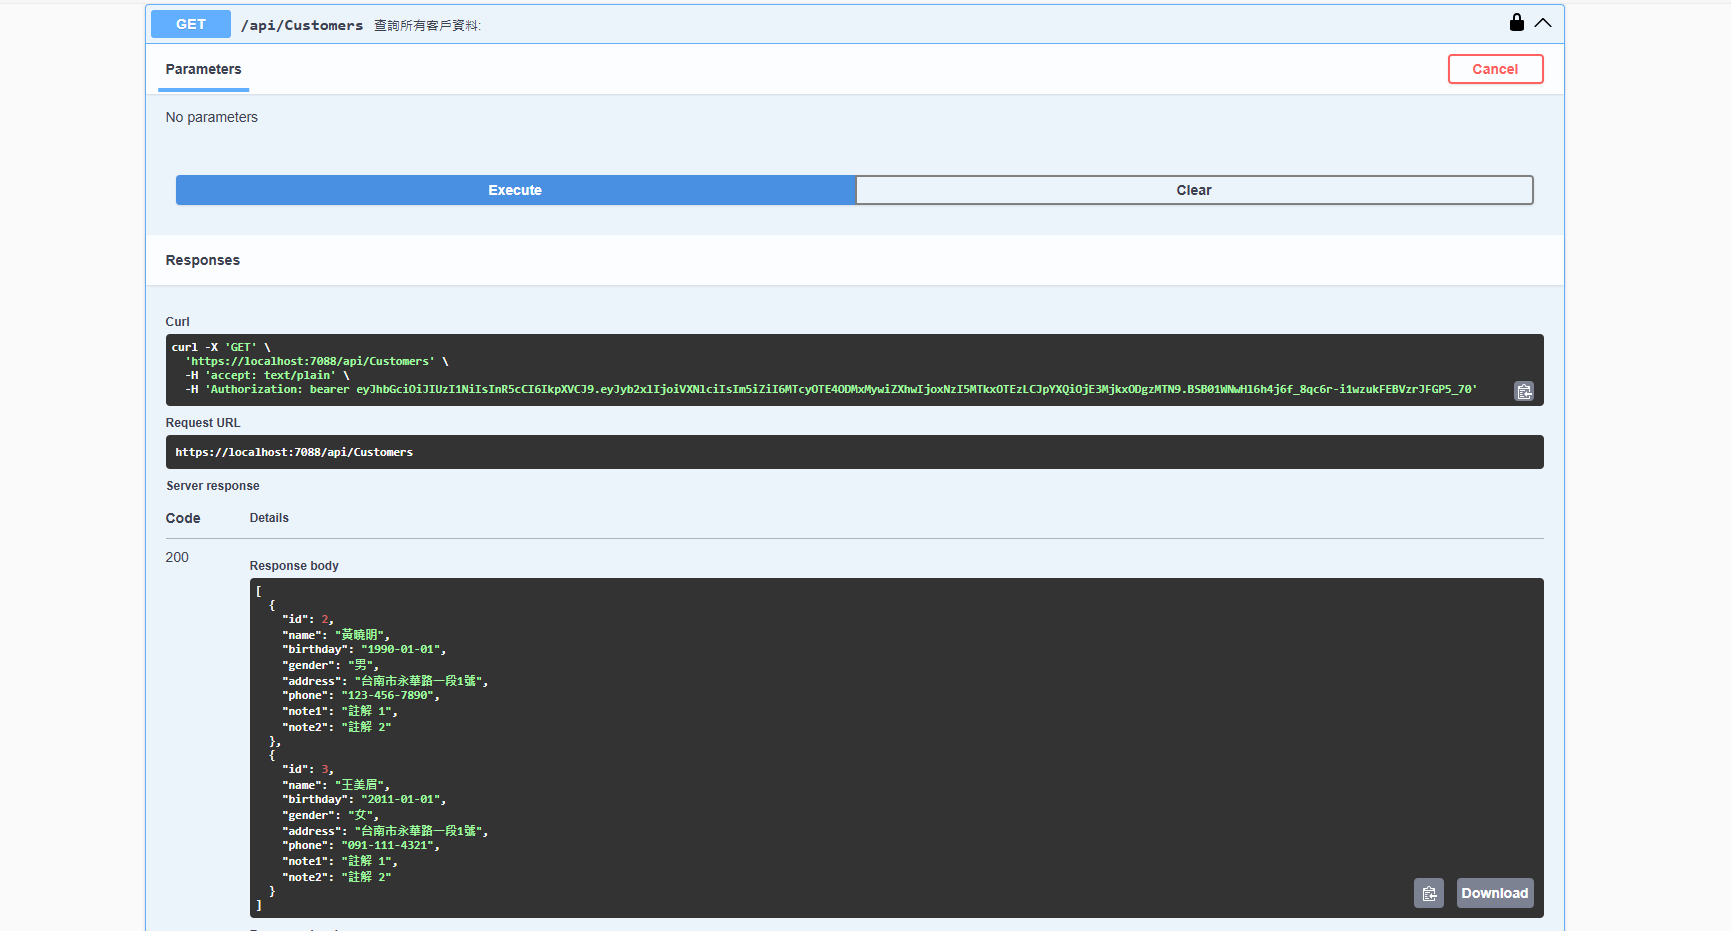 GET /api/Customers 查詢所有客戶資料:
Parameters
Cancel
No parameters
Execute
Clear
Responses
Curl
curl -X 'GET' \
'https://localhost:7088/api/Customers' \
-H 'accept: text/plain' \
-H 'Authorization: bearer eyJhbGciOiJIUzI1NiIsInR5cCI6IkpXVCJ9.eyJyb2xlIjoiVXNlciIsIm5iZiI6MTcyOTE4ODMxMywiZXhwIjoxNzI5MTkxOTEzLCJpYXQiOjE3MjkxODgzMTN9.BSB01WNwHl6h4j6f_8qc6r-i1wzukFEBVzrJFGP5_70'
Request URL
https://localhost:7088/api/Customers
Server response
Code Details
200
Response body
[
{
"id": 2,
"name": "黃曉明",
"birthday": "1990-01-01",
"gender": "男",
"address": "台南市永華路一段1號",
"phone": "123-456-7890",
"note1": "註解 1",
"note2": "註解 2"
},
{
"id": 3,
"name": "王美眉",
"birthday": "2011-01-01",
"gender": "女",
"address": "台南市永華路一段1號",
"phone": "091-111-4321",
"note1": "註解 1",
"note2": "註解 2"
}
]
Download